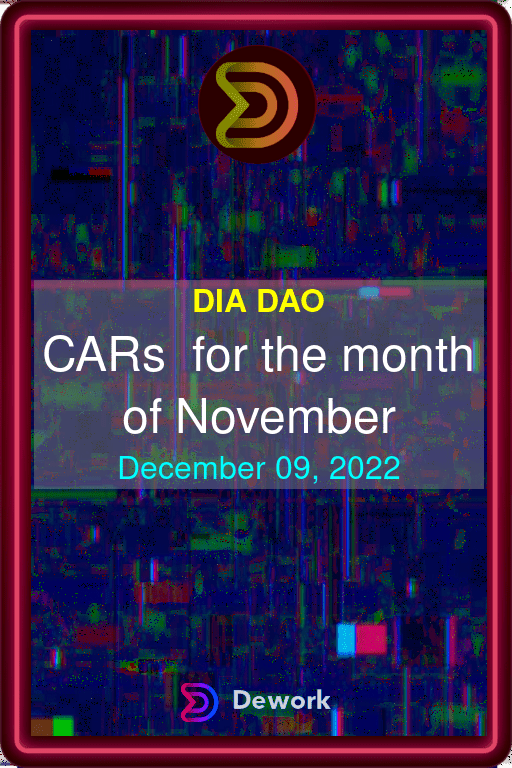 DIA DAO
CARs  for the month
of November
December 09, 2022
Dework